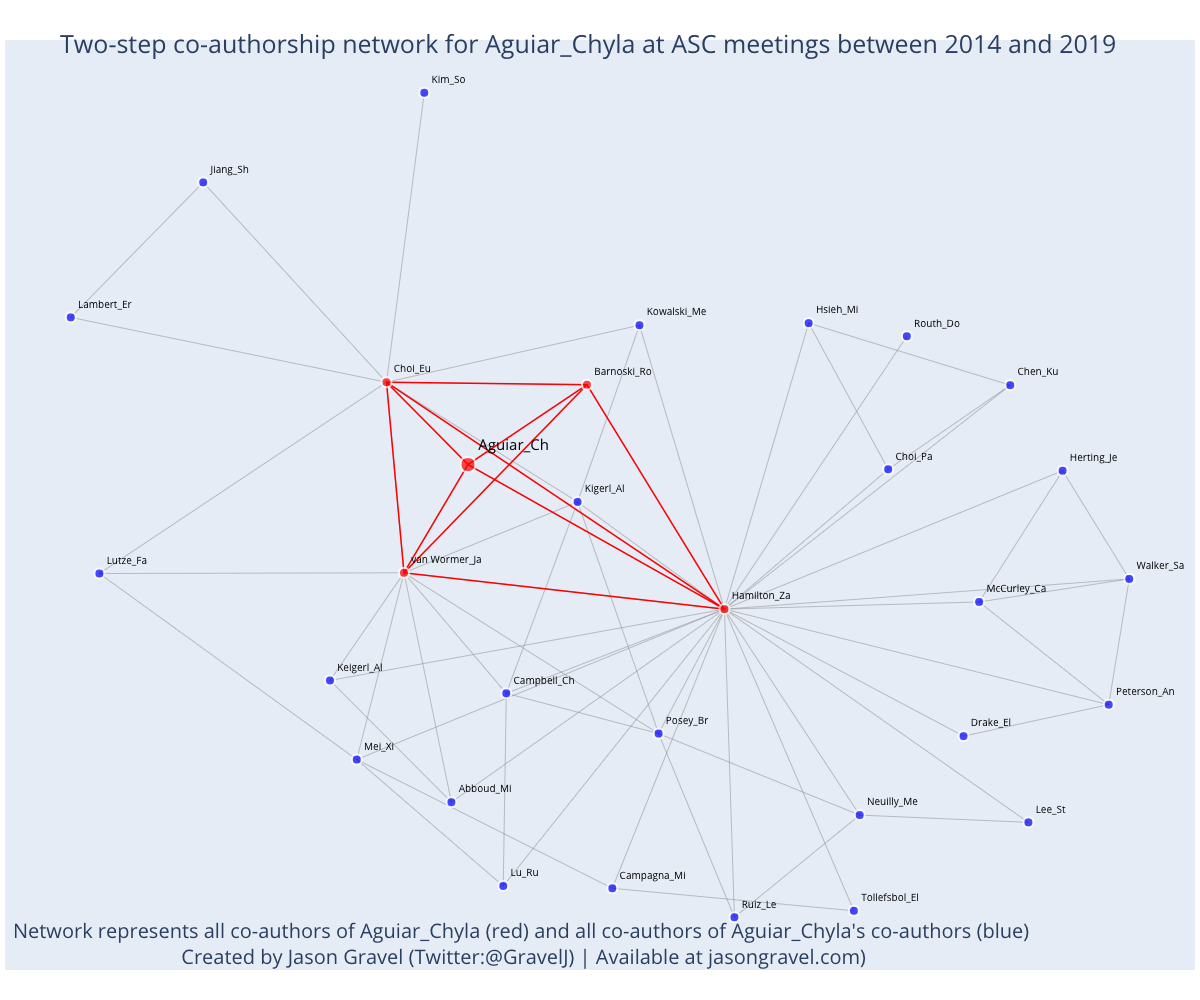 Two-step co-authorship network for Aguiar_Chyla at ASC meetings between 2014 and 2019
Kim_So
Jiang_Sh
Lambert_Er
Kowalski_Me
Hsieh_Mi
Routh_Do
Choi_Eu
Barnoski_Ro
Chen_Ku
Aguiar_Ch
Choi_Pa
Herting_Je
Kigerl_Al
Lutze_Fa
van Wormer_Ja
Walker_Sa
McCurley_Ca
Hamilton_Za
Keigerl_Al
Campbell_Ch
Peterson_An
Posey_Br
Drake_El
Mei_Xi
Abboud_Mi
Neuilly_Me
Lee_St
Lu_Ru
Campagna_Mi
Tollefsbol_El
Ruiz_Le
Network represents all co-authors of Aguiar_Chyla (red) and all co-authors of Aguiar_Chyla's co-authors (blue)
Created by Jason Gravel (Twitter:@GravelJ) | Available at jasongravel.com)